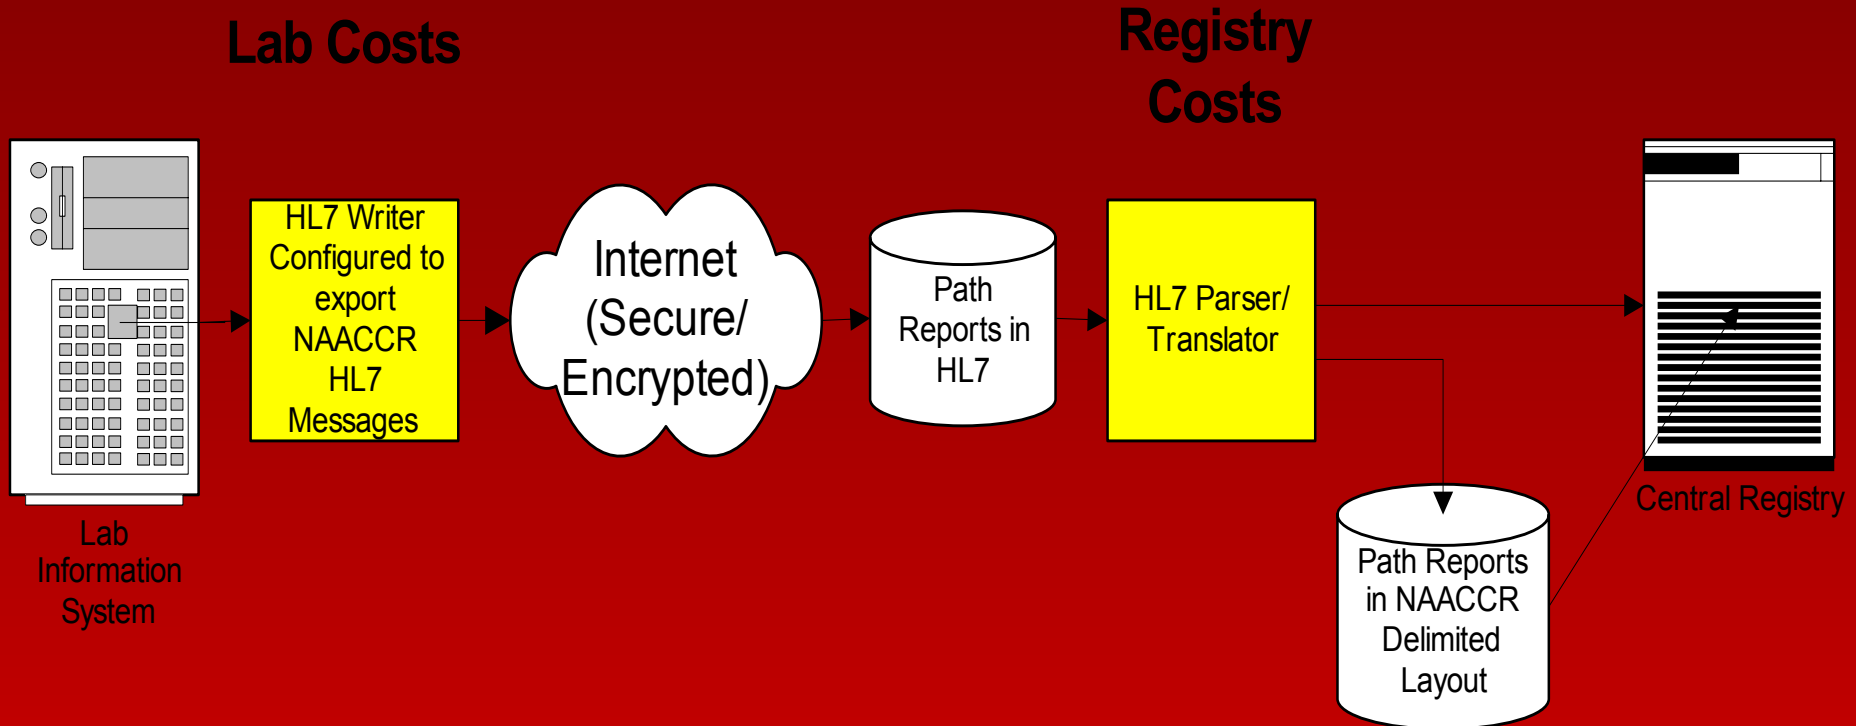 Lab Costs
Registry
Costs
HL7 Writer
Configured to
export
NAACCR
HL7
Messages
Internet
(Secure/
Encrypted)
Path
Reports in
HL7
HL7 Parser/
Translator
Lab
Information
System
Central Registry
Path Reports
in NAACCR
Delimited
Layout